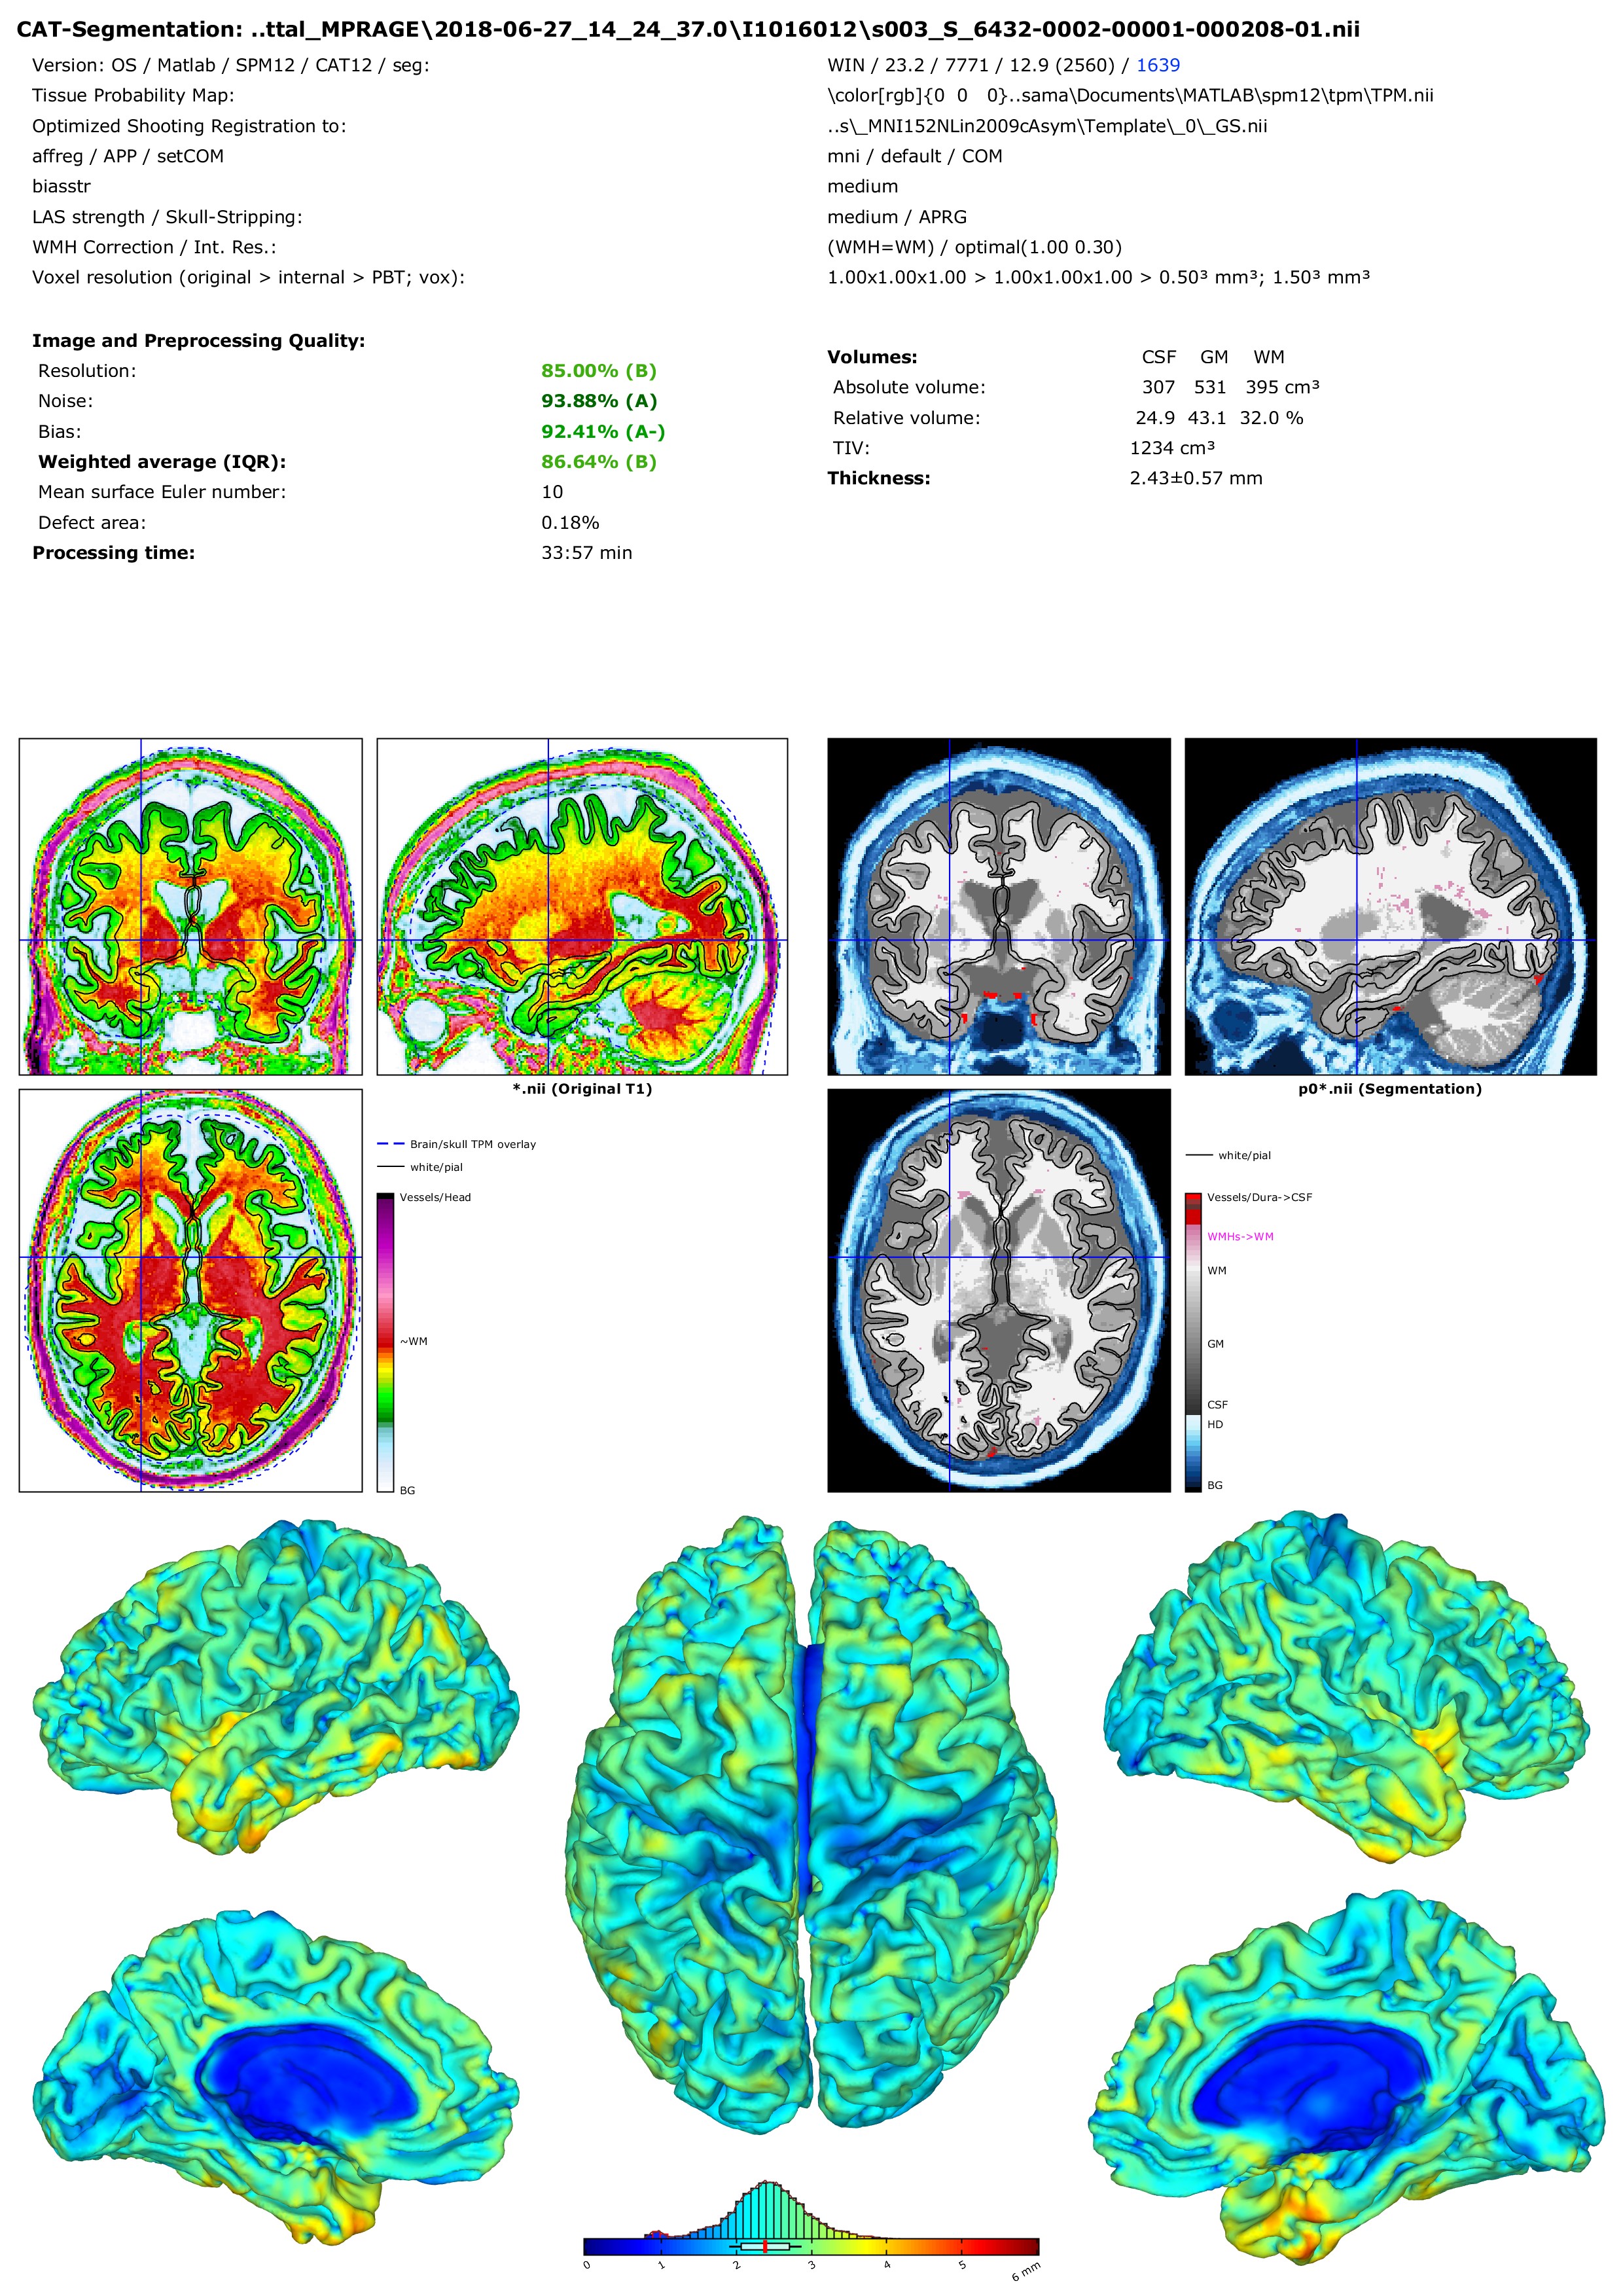 CAT-Segmentation: ..ttal_MPRAGE\2018-06-27_14_24_37.0\I1016012\s003_S_6432-0002-00001-000208-01.nii
Version: OS / Matlab / SPM12 / CAT12 / seg: WIN / 23.2 / 7771 / 12.9 (2560) / 1639
Tissue Probability Map: \color[rgb]{0 0 0}..sama\Documents\MATLAB\spm12\tpm\TPM.nii
Optimized Shooting Registration to: ..s\_MNI152NLin2009cAsym\Template\_0\_GS.nii
affreg / APP / setCOM mni / default / COM
biasstr medium
LAS strength / Skull-Stripping: medium / APRG
WMH Correction / Int. Res.: (WMH=WM) / optimal(1.00 0.30)
Voxel resolution (original > internal > PBT; vox): 1.00x1.00x1.00 > 1.00x1.00x1.00 > 0.50³ mm³; 1.50³ mm³
Image and Preprocessing Quality:
Resolution: 85.00% (B)
Noise: 93.88% (A)
Bias: 92.41% (A-)
Weighted average (IQR): 86.64% (B)
Mean surface Euler number: 10
Defect area: 0.18%
Processing time: 33:57 min
Volumes: CSF GM WM
Absolute volume: 307 531 395 cm³
Relative volume: 24.9 43.1 32.0 %
TIV: 1234 cm³
Thickness: 2.43±0.57 mm
*.nii (Original T1)
Brain/skull TPM overlay
white/pial
Vessels/Head
~WM
BG
p0*.nii (Segmentation)
white/pial
Vessels/Dura->CSF
WMHs->WM
WM
GM
CSF
HD
BG
0 1 2 3 4 5 6 mm